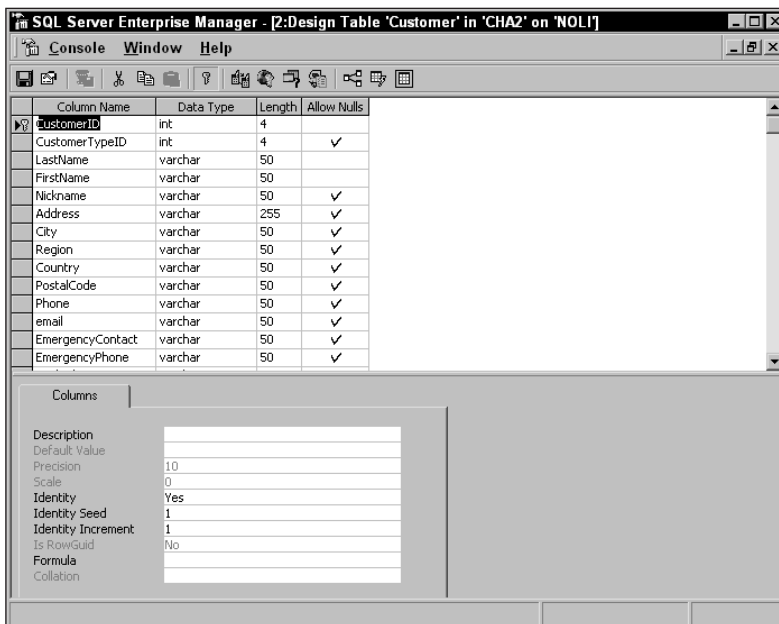 SQL Server Enterprise Manager - [2:Design Table 'Customer' in 'CHA2' on 'NOLI']
Console Window Help
Column Name Data Type Length Allow Nulls
CustomerID int 4
CustomerTypeID int 4 ✓
LastName varchar 50
FirstName varchar 50
Nickname varchar 50 ✓
Address varchar 255 ✓
City varchar 50 ✓
Region varchar 50 ✓
Country varchar 50 ✓
PostalCode varchar 50 ✓
Phone varchar 50 ✓
email varchar 50 ✓
EmergencyContact varchar 50 ✓
EmergencyPhone varchar 50 ✓
Columns
Description
Default Value
Precision 10
Scale 0
Identity Yes
Identity Seed 1
Identity Increment 1
Is RowGuid No
Formula
Collation